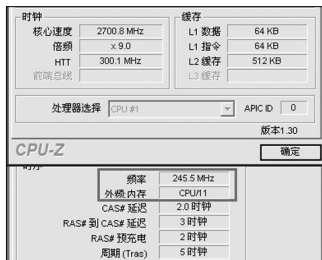 时钟
核心速度 2700.8 MHz
倍频 x 9.0
HTT 300.1 MHz
前端总线
缓存
L1 数据 64 KB
L1 指令 64 KB
L2 缓存 512 KB
L3 缓存
处理器选择 CPU #1 APIC ID 0
版本1.30
CPU-Z 确定
频率 245.5 MHz
外频:内存 CPU/11
CAS# 延迟 2.0 时钟
RAS# 到 CAS# 延迟 3 时钟
RAS# 预充电 2 时钟
周期 (Tras) 5 时钟